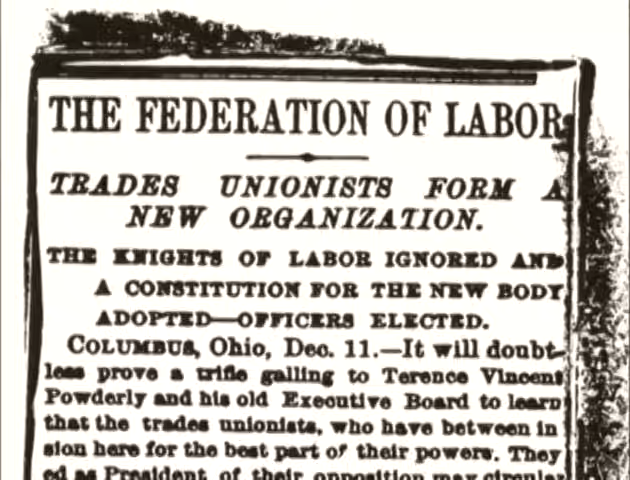 THE FEDERATION OF LABOR
TRADES UNIONISTS FORM A
NEW ORGANIZATION.
THE KNIGHTS OF LABOR IGNORED AND
A CONSTITUTION FOR THE NEW BODY
ADOPTED—OFFICERS ELECTED.
COLUMBUS, Ohio, Dec. 11.—It will doubt-
less prove a trifle galling to Terence Vincent
Powderly and his old Executive Board to learn
that the trades unionists, who have between in
sion here for the best part of their powers. They
ed as President of their opposition may circular